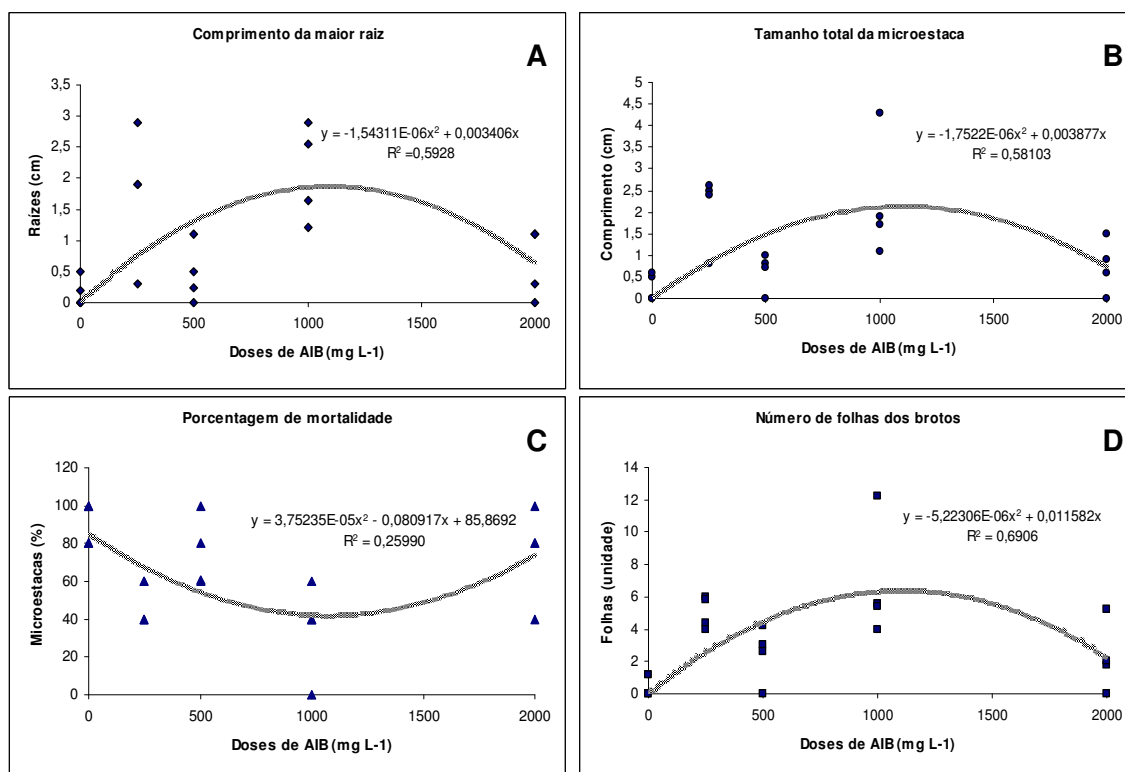 Comprimento da maior raiz
A
3,5
3
2,5
2
1,5
1
0,5
0
Raízes (cm)
y = -1,54311E-06x² + 0,003406x
R² =0,5928
0 500 1000 1500 2000
Doses de AIB (mg L-1)
Tamanho total da microestaca
B
5
4,5
4
3,5
3
2,5
2
1,5
1
0,5
0
Comprimento (cm)
y = -1,7522E-06x² + 0,003877x
R² = 0,58103
0 500 1000 1500 2000
Doses de AIB (mg L-1)
Porcentagem de mortalidade
C
120
100
80
60
40
20
0
Microestacas (%)
y = 3,75235E-05x² - 0,080917x + 85,8692
R² = 0,25990
0 500 1000 1500 2000
Doses de AIB (mg L-1)
Número de folhas dos brotos
D
14
12
10
8
6
4
2
0
Folhas (unidade)
y = -5,22306E-06x² + 0,011582x
R² = 0,6906
0 500 1000 1500 2000
Doses de AIB (mg L-1)